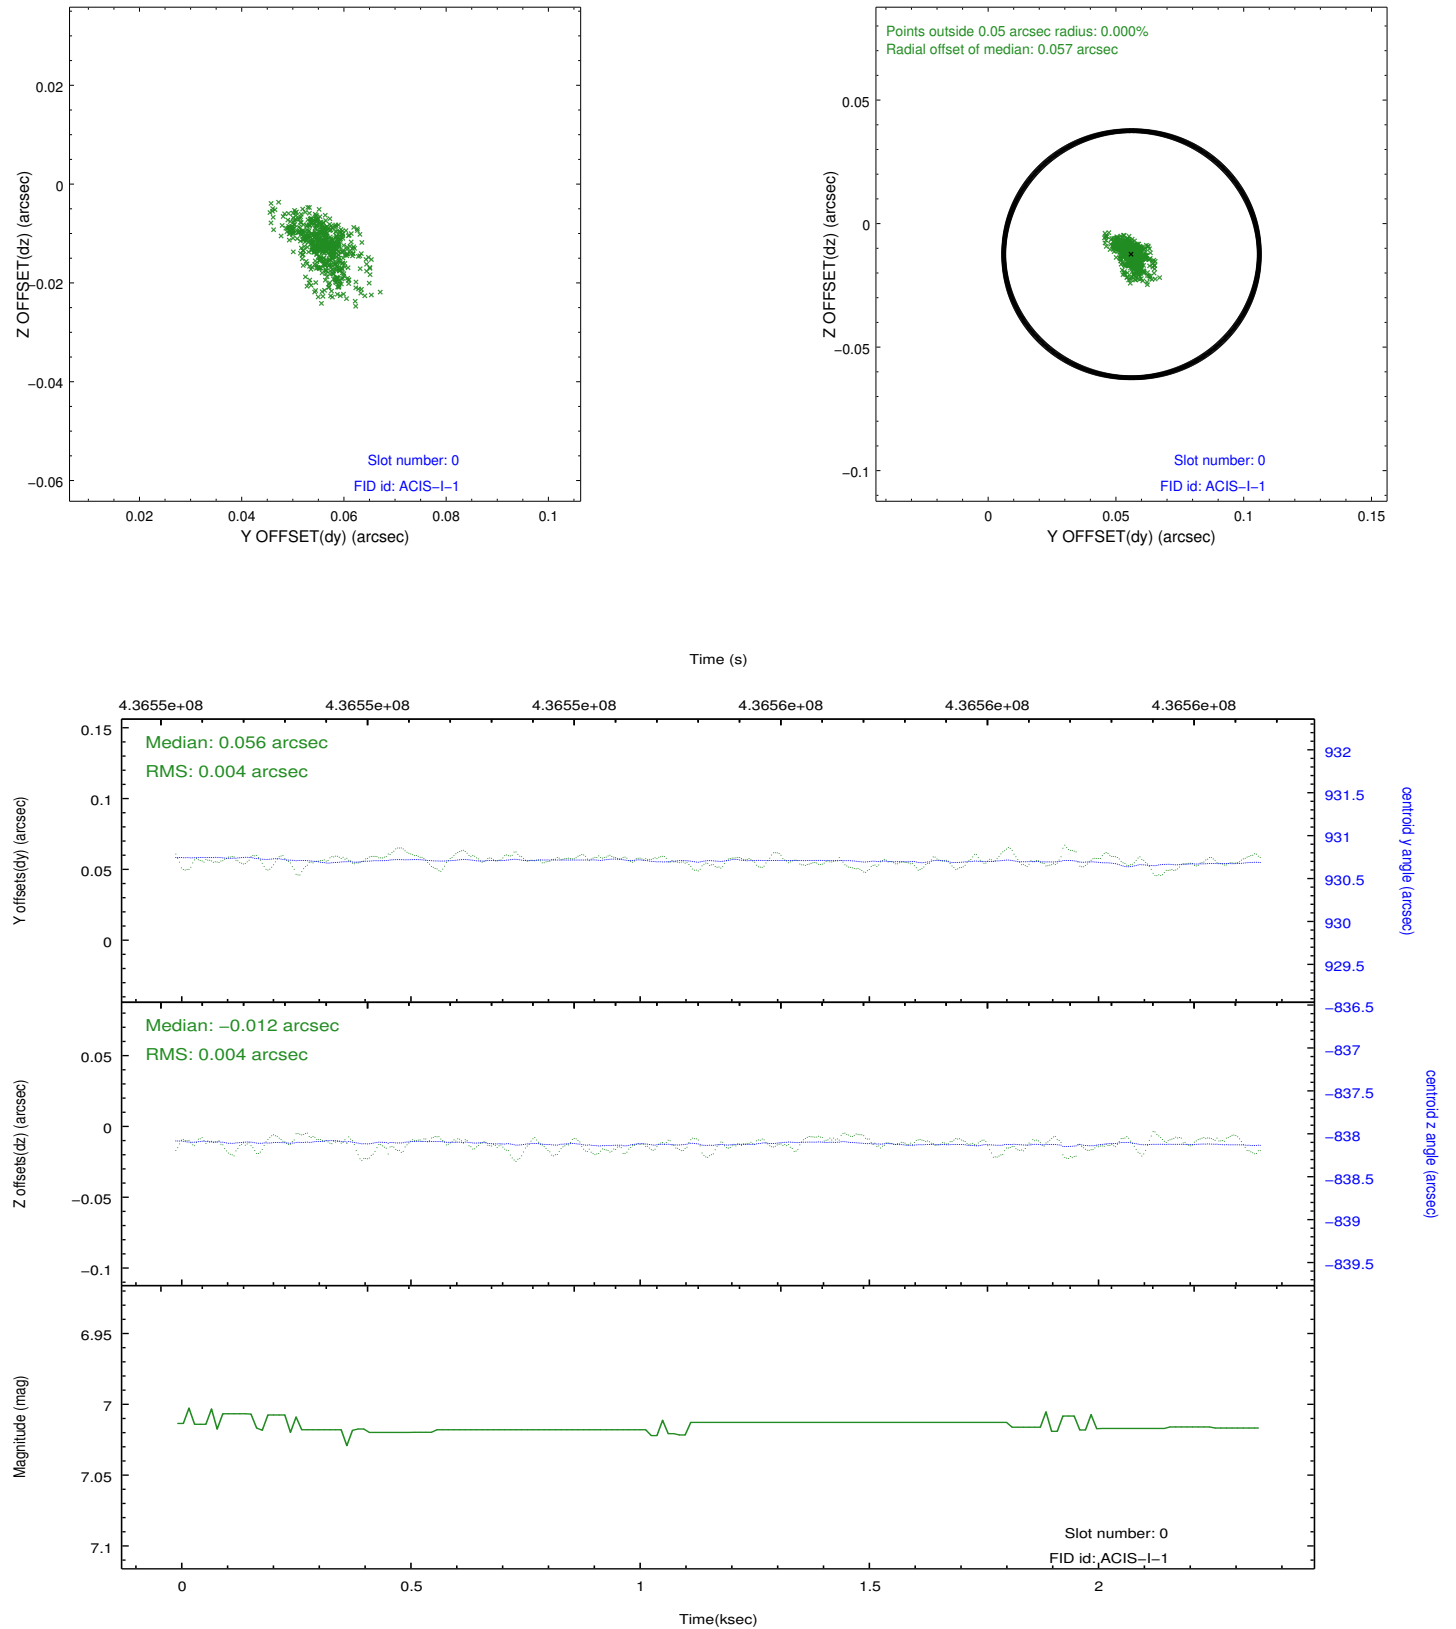 0.02
0
−0.02
−0.04
−0.06
Z OFFSET(dz) (arcsec)
Slot number: 0
FID id: ACIS−I−1
0.02 0.04 0.06 0.08 0.1
Y OFFSET(dy) (arcsec)
Points outside 0.05 arcsec radius: 0.000%
Radial offset of median: 0.057 arcsec
0.05
0
−0.05
−0.1
Z OFFSET(dz) (arcsec)
Slot number: 0
FID id: ACIS−I−1
0 0.05 0.1 0.15
Y OFFSET(dy) (arcsec)
Time (s)
4.3655e+08 4.3655e+08 4.3655e+08 4.3656e+08 4.3656e+08 4.3656e+08
Median: 0.056 arcsec
RMS: 0.004 arcsec
0.15
0.1
0.05
0
Y offsets(dy) (arcsec)
932
931.5
931
930.5
930
929.5
centroid y angle (arcsec)
Median: −0.012 arcsec
RMS: 0.004 arcsec
0.05
0
−0.05
−0.1
Z offsets(dz) (arcsec)
−836.5
−837
−837.5
−838
−838.5
−839
−839.5
centroid z angle (arcsec)
6.95
7
7.05
7.1
Magnitude (mag)
Slot number: 0
FID id: ACIS−I−1
0 0.5 1 1.5 2
Time(ksec)